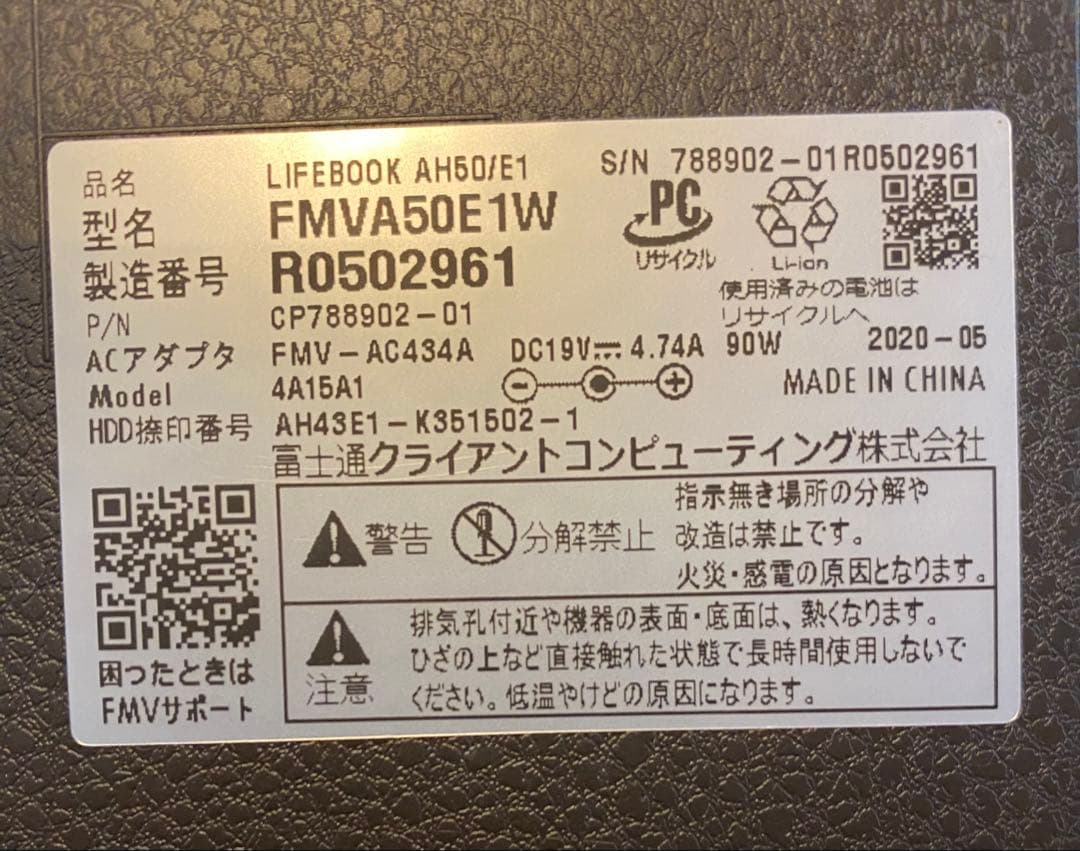 品名 LIFEBOOK AH50/E1 S/N 788902-01R0502961
型名 FMVA50E1W
PC
リサイクル
Li-ion
製造番号 R0502961
使用済みの電池は
リサイクルへ
P/N CP788902-01
ACアダプタ FMV-AC434A DC19V⎓4.74A 90W 2020-05
Model 4A15A1 MADE IN CHINA
HDD捺印番号 AH43E1-K351502-1
富士通クライアントコンピューティング株式会社
警告 分解禁止
指示無き場所の分解や
改造は禁止です。
火災・感電の原因となります。
注意
排気孔付近や機器の表面・底面は、熱くなります。
ひざの上など直接触れた状態で長時間使用しないで
ください。低温やけどの原因になります。
困ったときは
FMVサポート